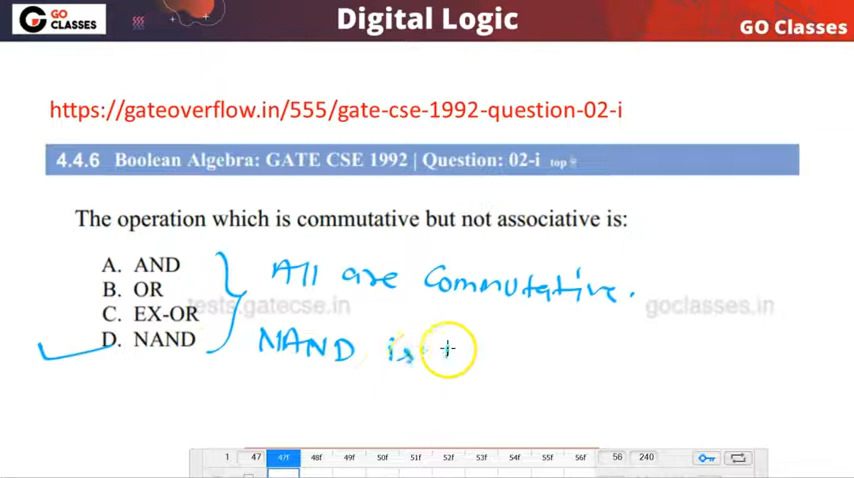 GO
CLASSES
Digital Logic
GO Classes
https://gateoverflow.in/555/gate-cse-1992-question-02-i
4.4.6 Boolean Algebra: GATE CSE 1992 | Question: 02-i top
The operation which is commutative but not associative is:
A. AND
B. OR
C. EX-OR
D. NAND
All are Commutative.
tests.gatecse.in
goclasses.in
NAND is
1 47 47f 48f 49f 50f 51f 52f 53f 54f 55f 56f 56 240